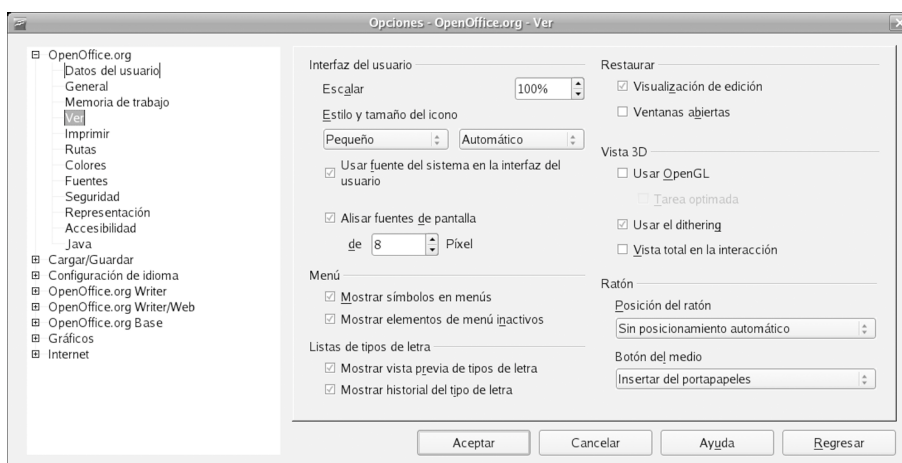 Opciones - OpenOffice.org - Ver
OpenOffice.org
Datos del usuario
General
Memoria de trabajo
Ver
Imprimir
Rutas
Colores
Fuentes
Seguridad
Representación
Accesibilidad
Java
Cargar/Guardar
Configuración de idioma
OpenOffice.org Writer
OpenOffice.org Writer/Web
OpenOffice.org Base
Gráficos
Internet
Interfaz del usuario
Escalar 100%
Estilo y tamaño del icono
Pequeño Automático
Usar fuente del sistema en la interfaz del
usuario
Alisar fuentes de pantalla
de 8 Píxel
Menú
Mostrar símbolos en menús
Mostrar elementos de menú inactivos
Listas de tipos de letra
Mostrar vista previa de tipos de letra
Mostrar historial del tipo de letra
Restaurar
Visualización de edición
Ventanas abiertas
Vista 3D
Usar OpenGL
Tarea optimada
Usar el dithering
Vista total en la interacción
Ratón
Posición del ratón
Sin posicionamiento automático
Botón del medio
Insertar del portapapeles
Aceptar Cancelar Ayuda Regresar